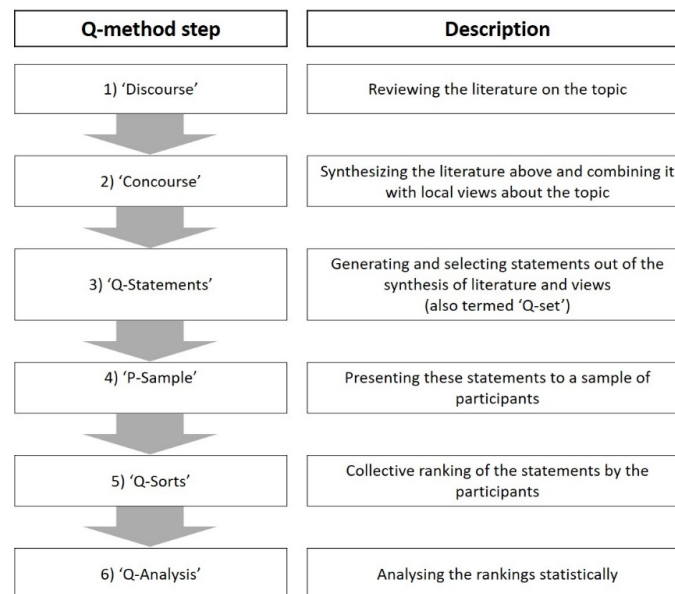 Q-method step
Description
1) ‘Discourse’
Reviewing the literature on the topic
2) ‘Concourse’
Synthesizing the literature above and combining it
with local views about the topic
3) ‘Q-Statements’
Generating and selecting statements out of the
synthesis of literature and views
(also termed ‘Q-set’)
4) ‘P-Sample’
Presenting these statements to a sample of
participants
5) ‘Q-Sorts’
Collective ranking of the statements by the
participants
6) ‘Q-Analysis’
Analysing the rankings statistically